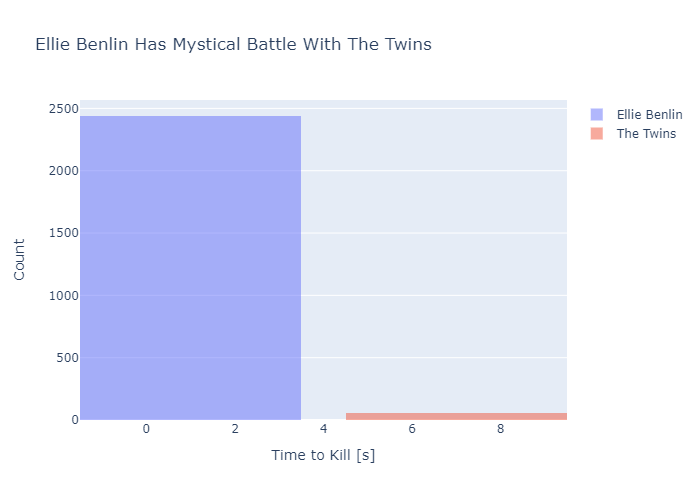 Ellie Benlin Has Mystical Battle With The Twins
Ellie Benlin
The Twins
2500
2000
1500
1000
500
0
Count
0 2 4 6 8
Time to Kill [s]